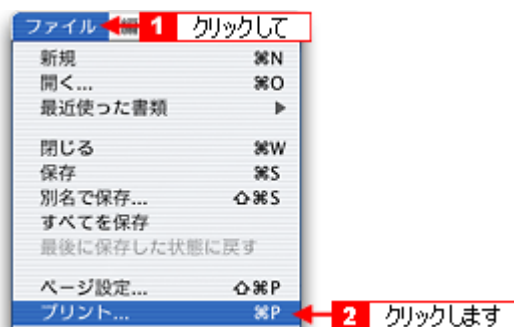 ファイル 1 クリックして
新規 ⌘N
開く... ⌘O
最近使った書類 ▶
閉じる ⌘W
保存 ⌘S
別名で保存... ⇧⌘S
すべてを保存
最後に保存した状態に戻す
ページ設定... ⇧⌘P
プリント... ⌘P 2 クリックします